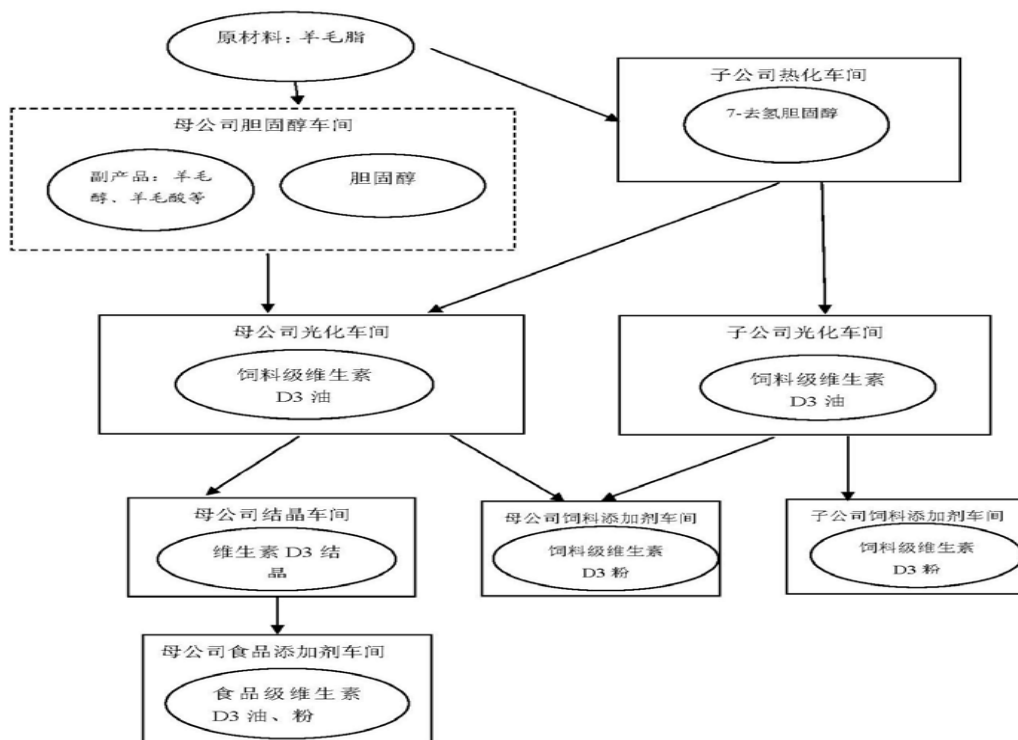 原材料：羊毛脂
子公司热化车间
7-去氢胆固醇
母公司胆固醇车间
副产品：羊毛
醇、羊毛酸等
胆固醇
母公司光化车间
饲料级维生素
D3 油
子公司光化车间
饲料级维生素
D3 油
母公司结晶车间
维生素 D3 结
晶
母公司饲料添加剂车间
饲料级维生素
D3 粉
子公司饲料添加剂车间
饲料级维生素
D3 粉
母公司食品添加剂车间
食品级维生素
D3 油、粉